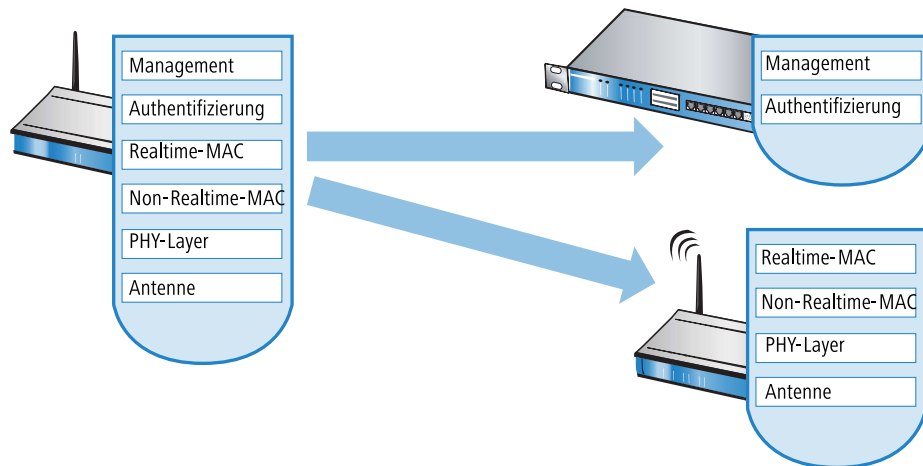 Management
Authentifizierung
Realtime-MAC
Non-Realtime-MAC
PHY-Layer
Antenne
Management
Authentifizierung
Realtime-MAC
Non-Realtime-MAC
PHY-Layer
Antenne